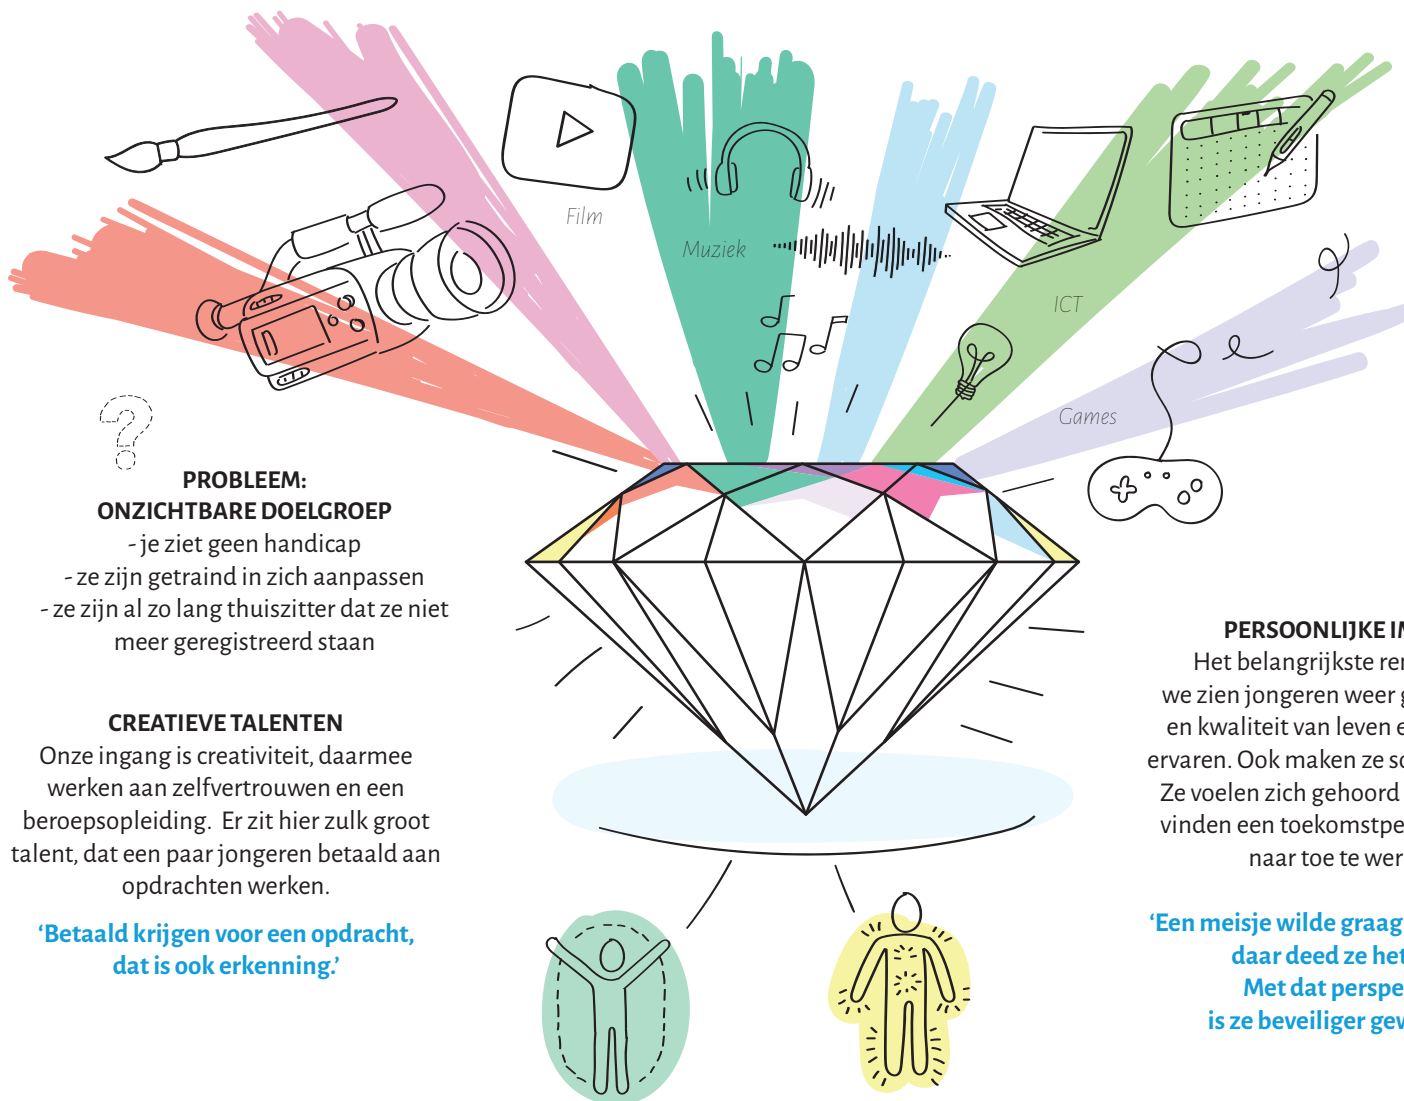 Film
Muziek
ICT
Games
PROBLEEM:
ONZICHTBARE DOELGROEP
- je ziet geen handicap
- ze zijn getraind in zich aanpassen
- ze zijn al zo lang thuiszitter dat ze niet
meer geregistreerd staan
CREATIEVE TALENTEN
Onze ingang is creativiteit, daarmee
werken aan zelfvertrouwen en een
beroepsopleiding. Er zit hier zulk groot
talent, dat een paar jongeren betaald aan
opdrachten werken.
‘Betaald krijgen voor een opdracht,
dat is ook erkenning.’
PERSOONLIJKE
Het belangrijkste
we zien jongeren weer
en kwaliteit van leven
ervaren. Ook maken ze
Ze voelen zich gehoord
vinden een
naar toe te
‘Een meisje wilde graag
daar deed ze het
Met dat
is ze beveiliger